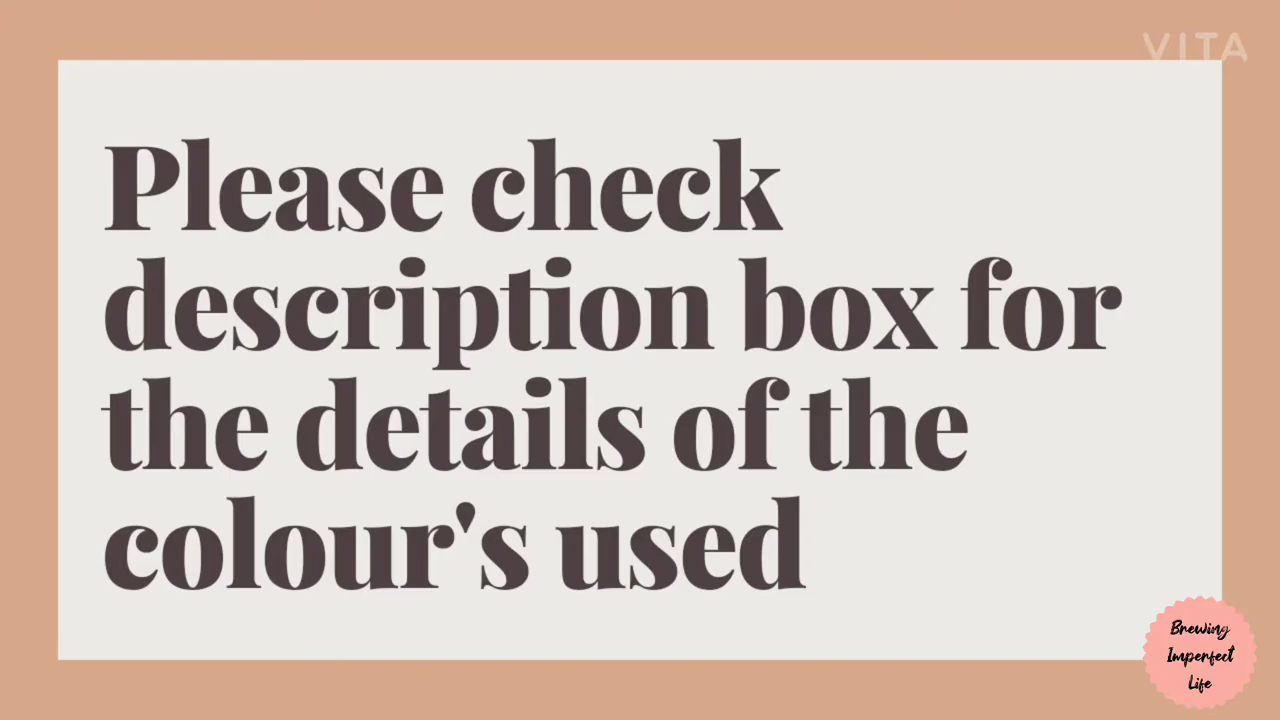 VITA
Please check
description box for
the details of the
colour's used
Brewing
Imperfect
Life